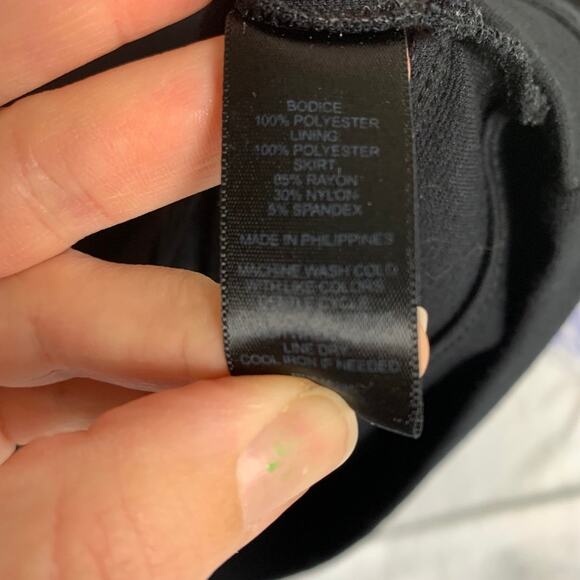 BODICE
100% POLYESTER
LINING
100% POLYESTER
SKIRT,
65% RAYON
30% NYLON
5% SPANDEX
MADE IN PHILIPPINES
MACHINE WASH COLD
WITH LIKE COLORS
LINE DRY
COOL IRON IF NEEDED